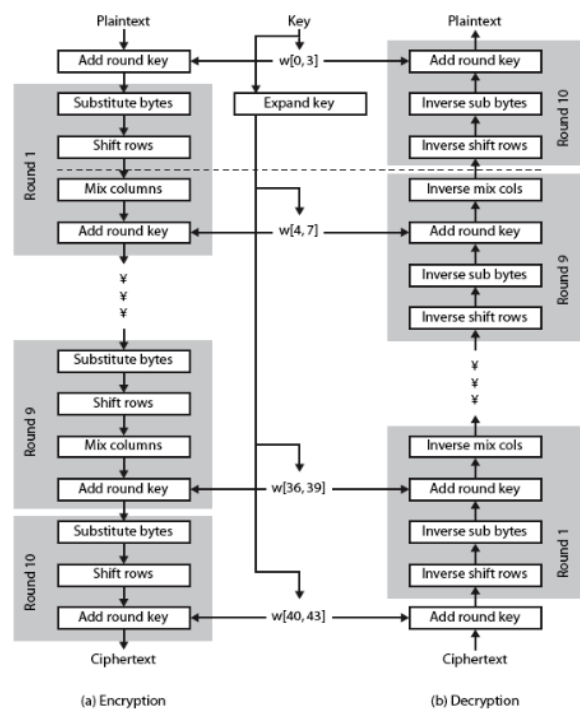 Plaintext
Add round key
Round 1
Substitute bytes
Shift rows
Mix columns
Add round key
¥
¥
¥
Round 9
Substitute bytes
Shift rows
Mix columns
Add round key
Round 10
Substitute bytes
Shift rows
Add round key
Ciphertext
(a) Encryption
Key
w[0, 3]
Expand key
w[4, 7]
w[36, 39]
w[40, 43]
Plaintext
Add round key
Round 10
Inverse sub bytes
Inverse shift rows
Inverse mix cols
Round 9
Add round key
Inverse sub bytes
Inverse shift rows
¥
¥
¥
Inverse mix cols
Round 1
Add round key
Inverse sub bytes
Inverse shift rows
Add round key
Ciphertext
(b) Decryption